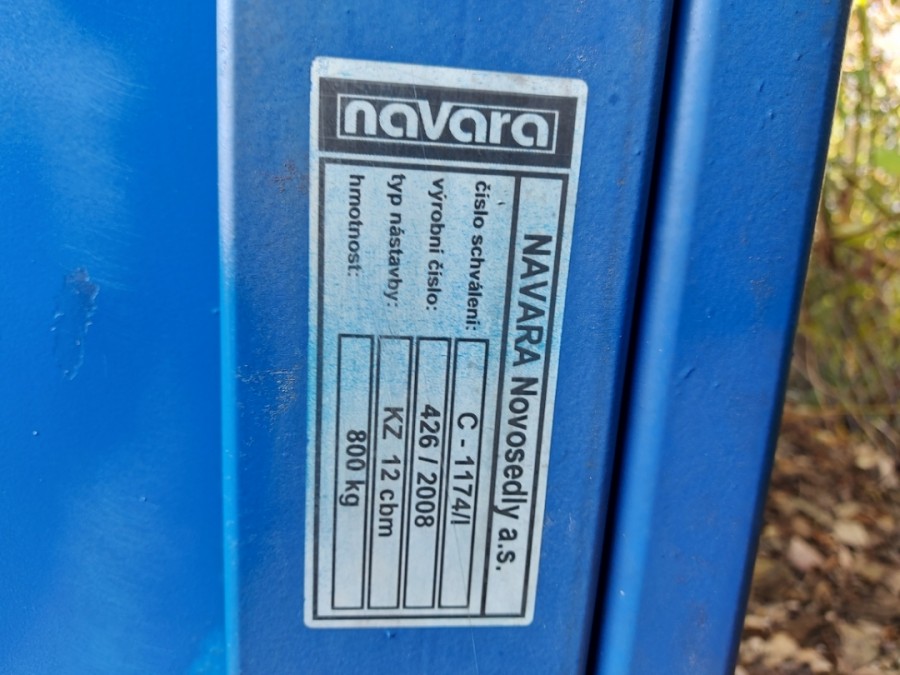 navara
NAVARA Novosedly a.s.
číslo schválení: C - 1174/I
výrobní číslo: 426 / 2008
typ nástavby: KZ 12 cbm
hmotnost: 800 kg